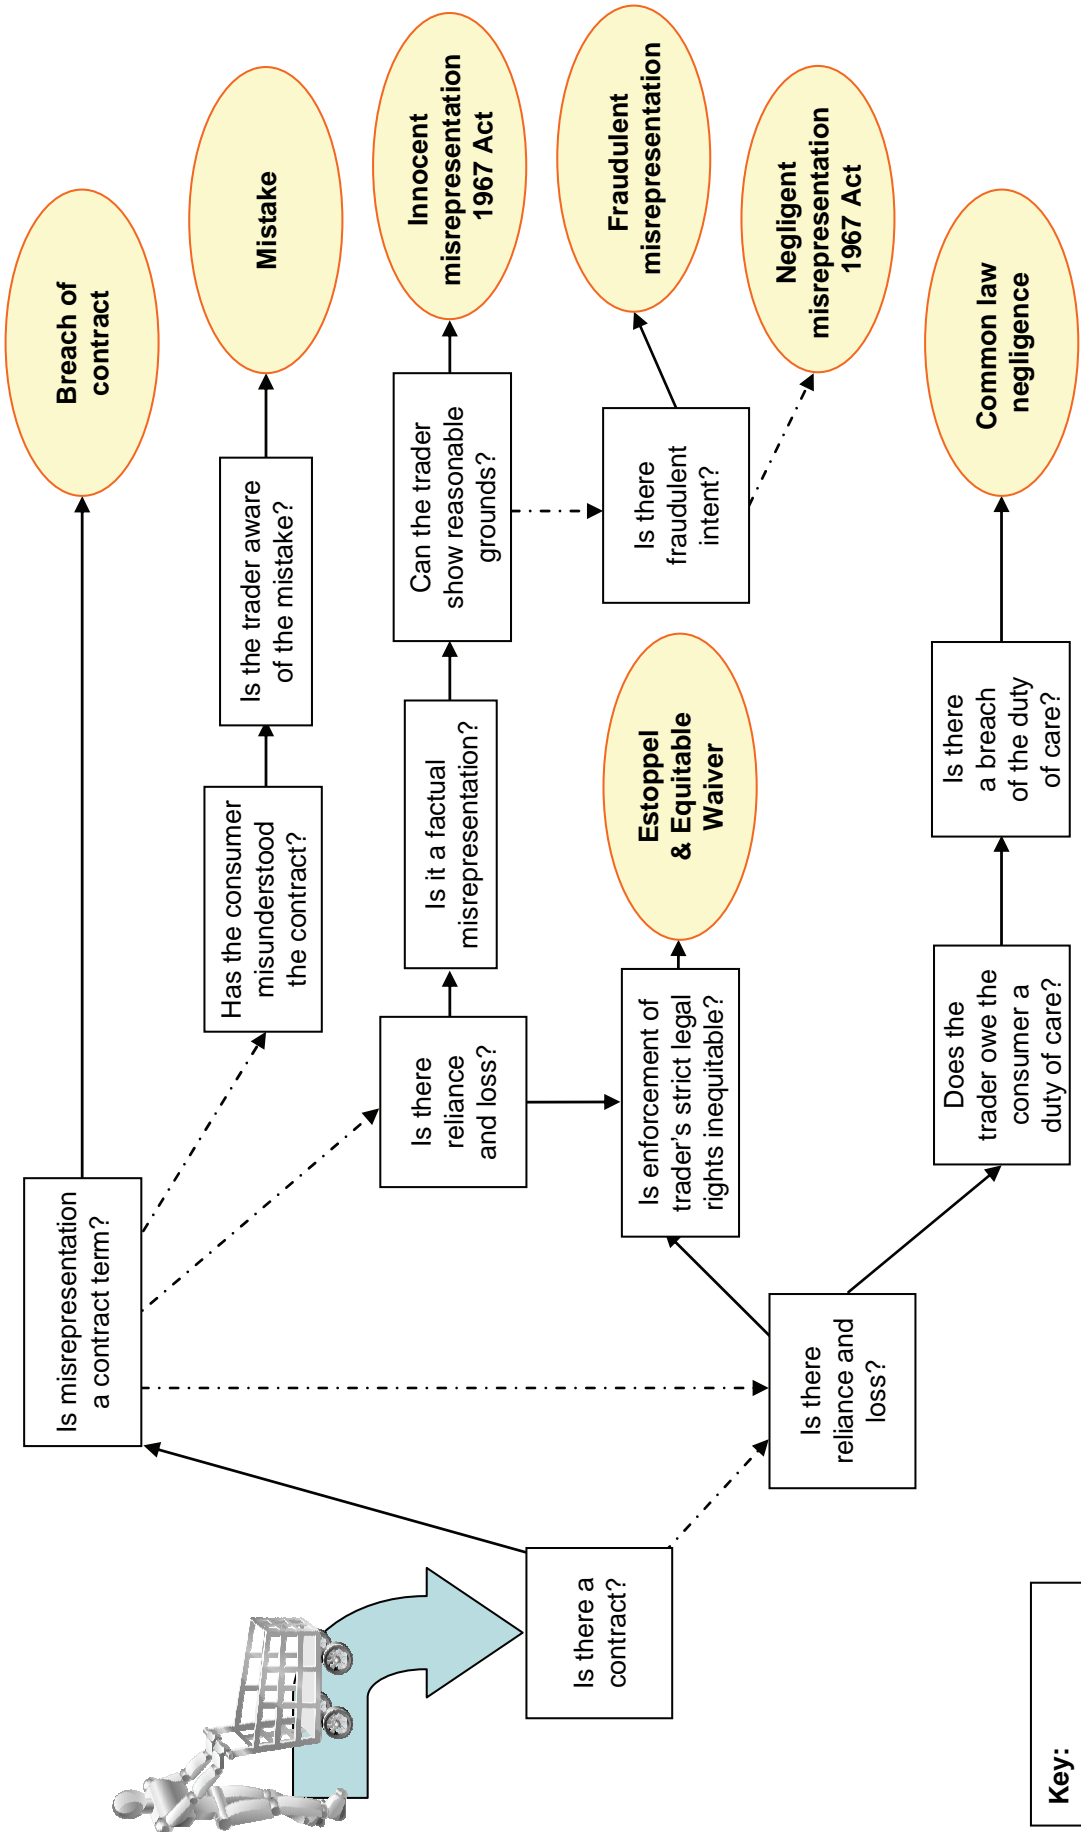 Is there a
contract?
Is misrepresentation
a contract term?
Breach of
contract
Has the consumer
misunderstood
the contract?
Is the trader aware
of the mistake?
Mistake
Is there
reliance
and loss?
Is it a factual
misrepresentation?
Can the trader
show reasonable
grounds?
Innocent
misrepresentation
1967 Act
Is there
fraudulent
intent?
Fraudulent
misrepresentation
Negligent
misrepresentation
1967 Act
Is enforcement of
trader’s strict legal
rights inequitable?
Estoppel
& Equitable
Waiver
Is there
reliance and
loss?
Does the
trader owe the
consumer a
duty of care?
Is there
a breach
of the duty
of care?
Common law
negligence
Key: